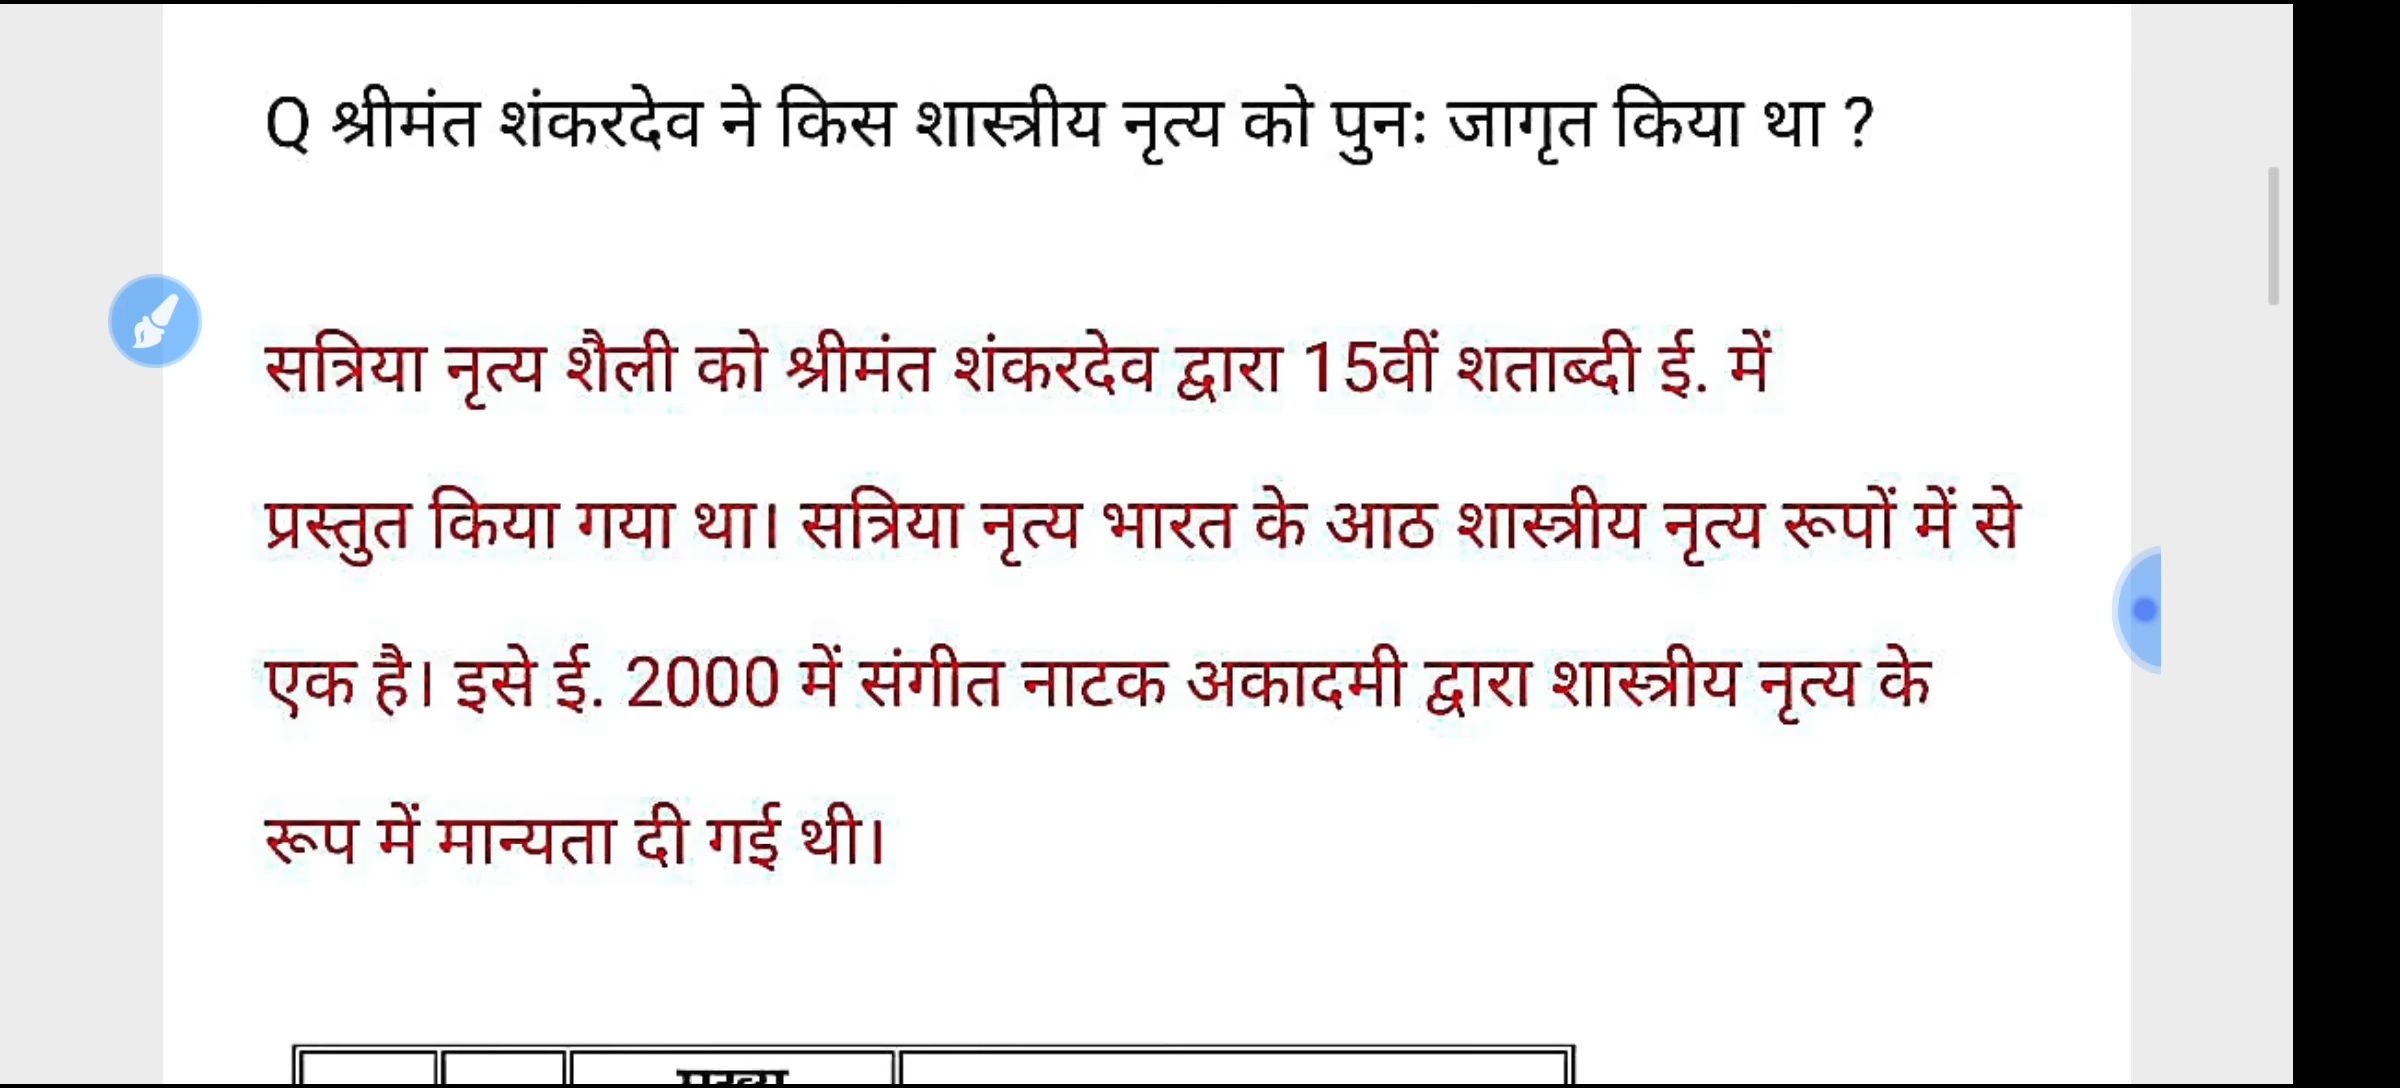 Q श्रीमंत शंकरदेव ने किस शास्त्रीय नृत्य को पुनः जागृत किया था ?
सत्रिया नृत्य शैली को श्रीमंत शंकरदेव द्वारा 15वीं शताब्दी ई. में
प्रस्तुत किया गया था। सत्रिया नृत्य भारत के आठ शास्त्रीय नृत्य रूपों में से
एक है। इसे ई. 2000 में संगीत नाटक अकादमी द्वारा शास्त्रीय नृत्य के
रूप में मान्यता दी गई थी।